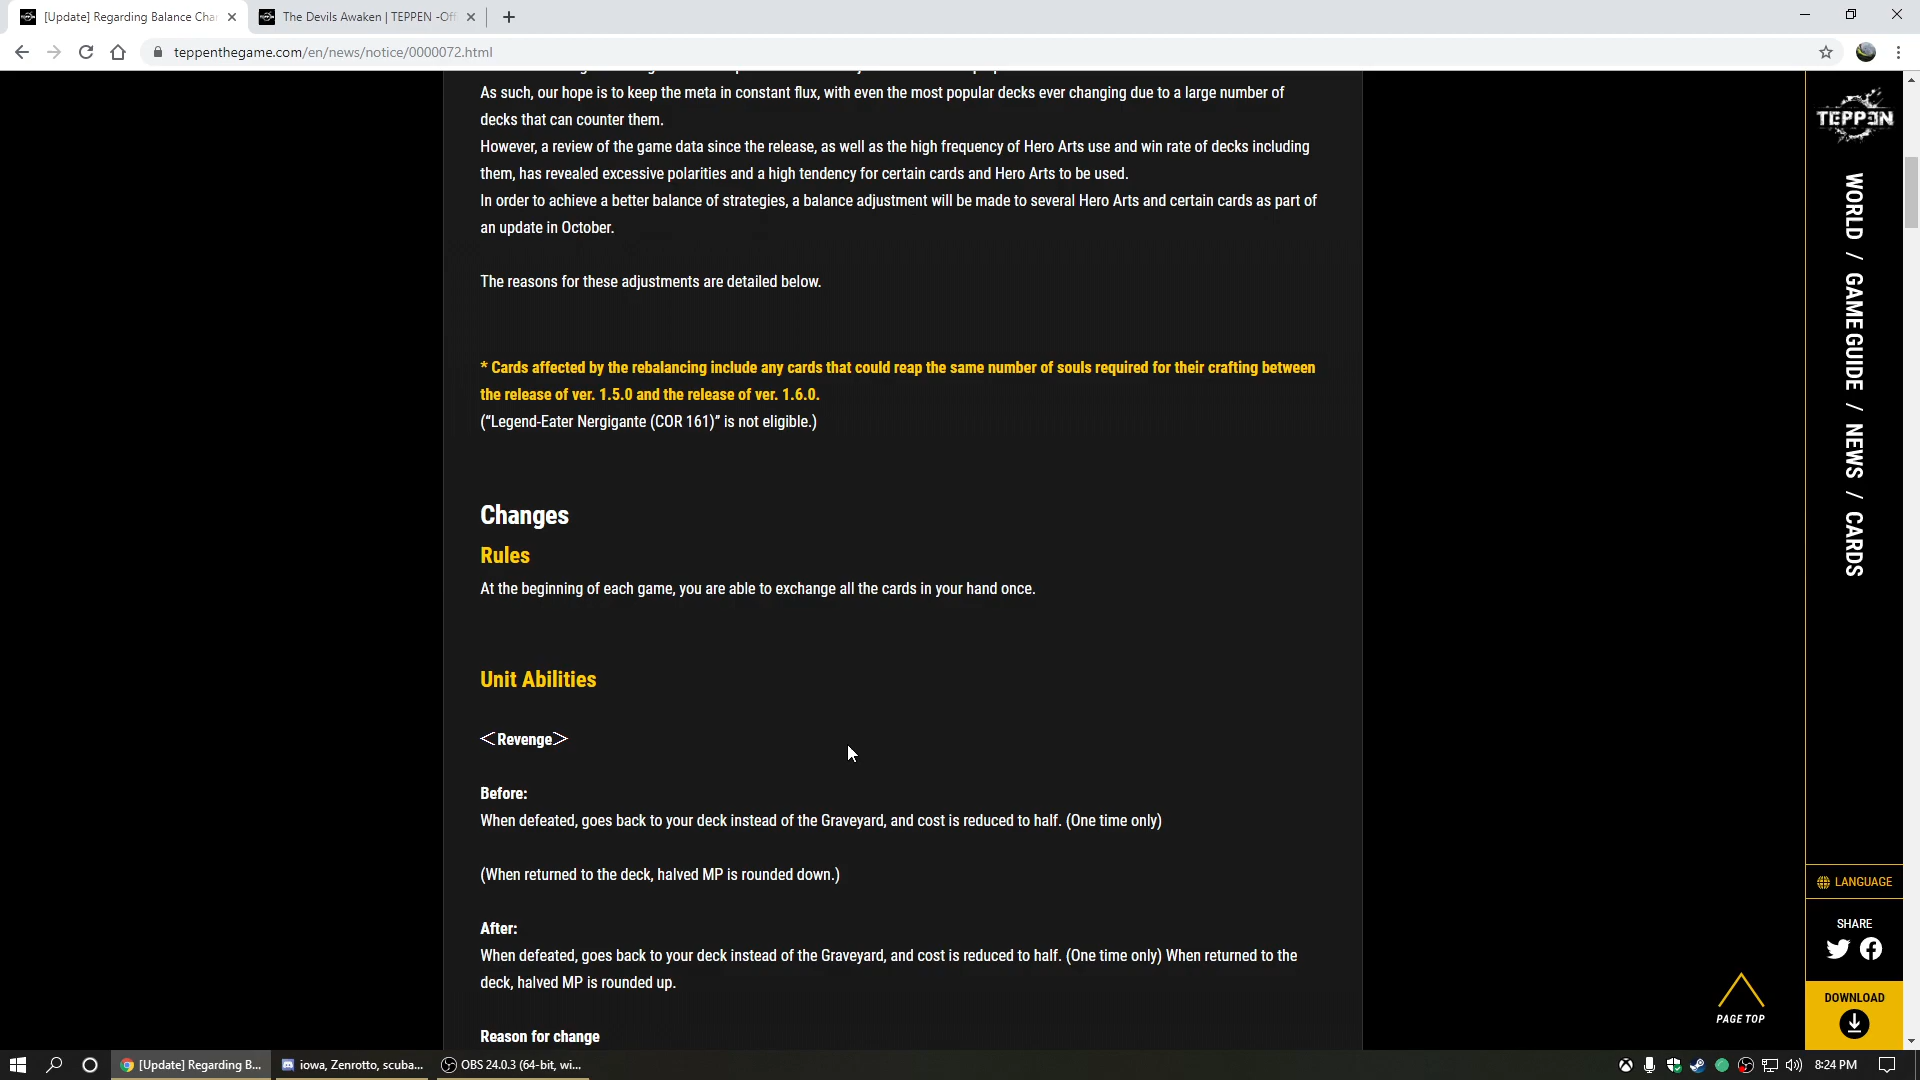 [Update] Regarding Balance Char
The Devils Awaken | TEPPEN -Off
teppenthegame.com/en/news/notice/0000072.html
As such, our hope is to keep the meta in constant flux, with even the most popular decks ever changing due to a large number of
decks that can counter them.
However, a review of the game data since the release, as well as the high frequency of Hero Arts use and win rate of decks including
them, has revealed excessive polarities and a high tendency for certain cards and Hero Arts to be used.
In order to achieve a better balance of strategies, a balance adjustment will be made to several Hero Arts and certain cards as part of
an update in October.
The reasons for these adjustments are detailed below.
* Cards affected by the rebalancing include any cards that could reap the same number of souls required for their crafting between
the release of ver. 1.5.0 and the release of ver. 1.6.0.
(“Legend-Eater Nergigante (COR 161)” is not eligible.)
Changes
Rules
At the beginning of each game, you are able to exchange all the cards in your hand once.
Unit Abilities
＜Revenge＞
Before:
When defeated, goes back to your deck instead of the Graveyard, and cost is reduced to half. (One time only)
(When returned to the deck, halved MP is rounded down.)
After:
When defeated, goes back to your deck instead of the Graveyard, and cost is reduced to half. (One time only) When returned to the
deck, halved MP is rounded up.
Reason for change
TEPPEN
WORLD / GAME GUIDE / NEWS / CARDS
LANGUAGE
SHARE
DOWNLOAD
PAGE TOP
[Update] Regarding B...
iowa, Zenrotto, scuba...
OBS 24.0.3 (64-bit, wi...
8:24 PM